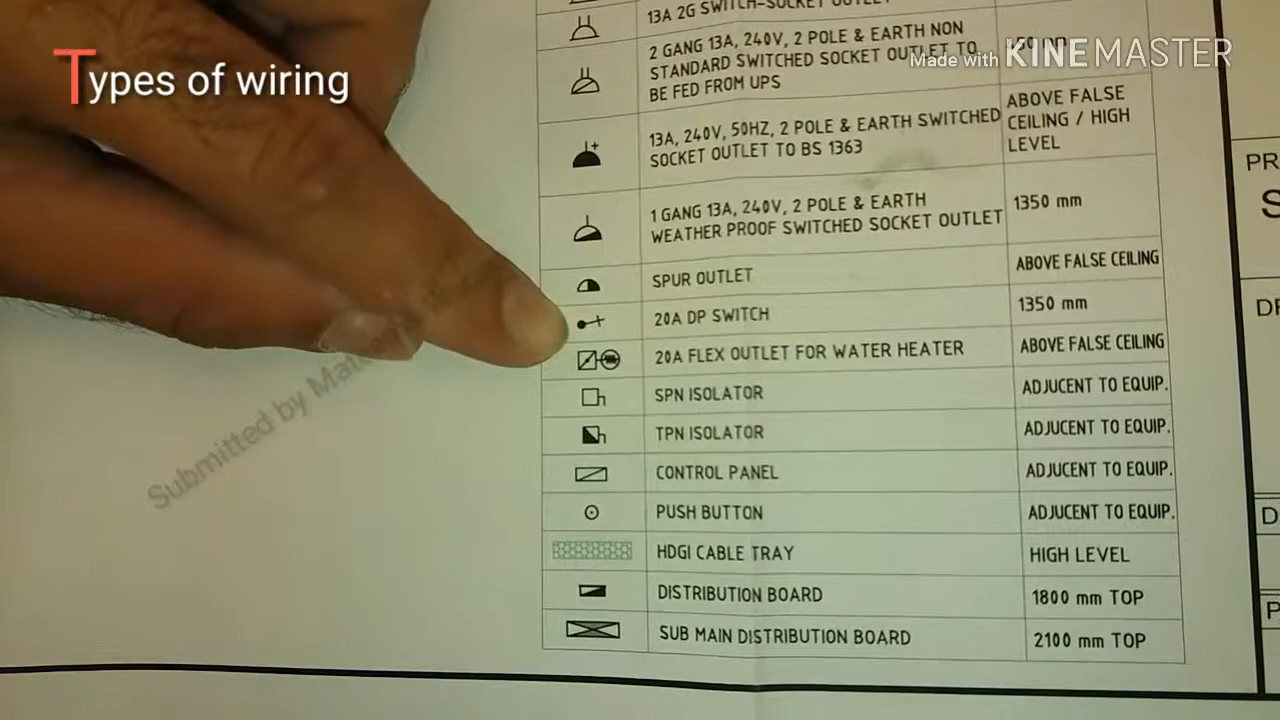 Types of wiring
Made with KINEMASTER
13A 2G SWITCH-SOCKET OUTLET
2 GANG 13A, 240V, 2 POLE & EARTH NON
STANDARD SWITCHED SOCKET OUTLET TO
BE FED FROM UPS
13A, 240V, 50HZ, 2 POLE & EARTH SWITCHED
SOCKET OUTLET TO BS 1363
ABOVE FALSE
CEILING / HIGH
LEVEL
1 GANG 13A, 240V, 2 POLE & EARTH
WEATHER PROOF SWITCHED SOCKET OUTLET
1350 mm
SPUR OUTLET
ABOVE FALSE CEILING
20A DP SWITCH
1350 mm
20A FLEX OUTLET FOR WATER HEATER
ABOVE FALSE CEILING
SPN ISOLATOR
ADJUCENT TO EQUIP.
TPN ISOLATOR
ADJUCENT TO EQUIP.
CONTROL PANEL
ADJUCENT TO EQUIP.
PUSH BUTTON
ADJUCENT TO EQUIP.
HDGI CABLE TRAY
HIGH LEVEL
DISTRIBUTION BOARD
1800 mm TOP
SUB MAIN DISTRIBUTION BOARD
2100 mm TOP
Submitted by